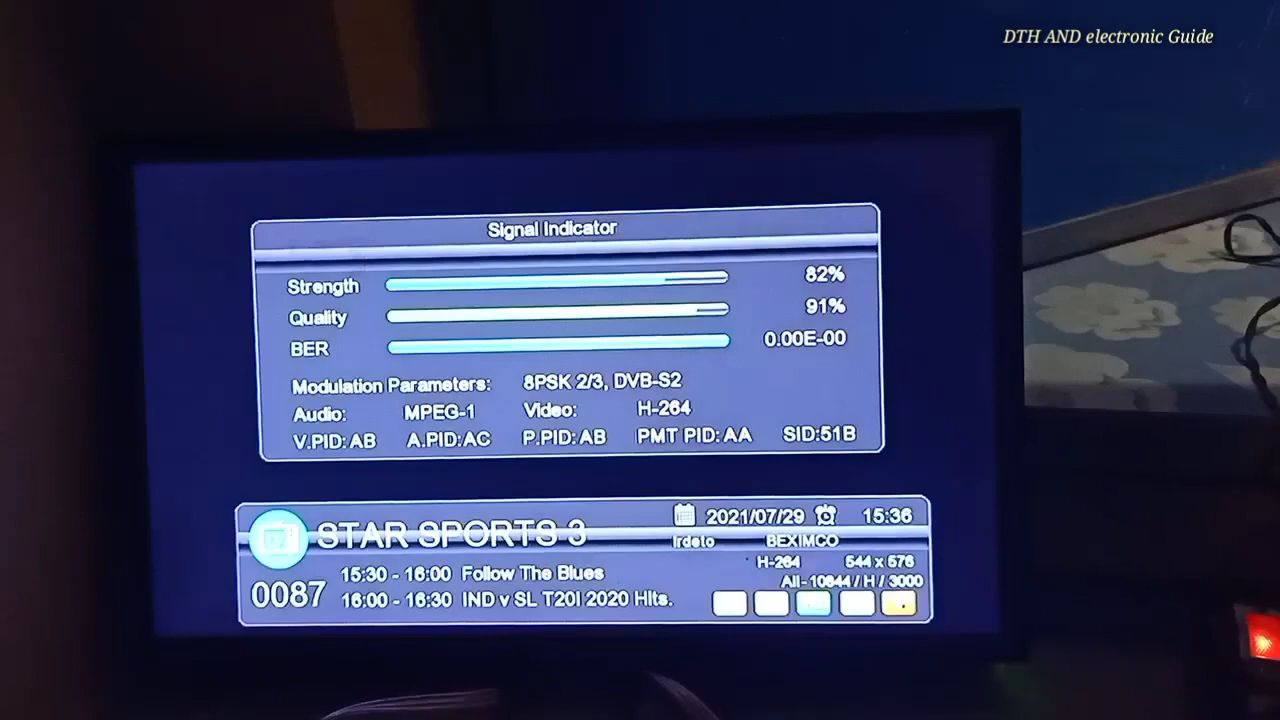 DTH AND electronic Guide
Signal Indicator
Strength 82%
Quality 91%
BER 0.00E-00
Modulation Parameters: 8PSK 2/3, DVB-S2
Audio: MPEG-1 Video: H-264
V.PID:AB A.PID:AC P.PID:AB PMT PID:AA SID:51B
STAR SPORTS 3 2021/07/29 15:36
Irdeto BEXIMCO
H-264 544 x 576
15:30 - 16:00 Follow The Blues
All - 10844 / H / 3000
0087 16:00 - 16:30 IND v SL T20I 2020 Hlts.